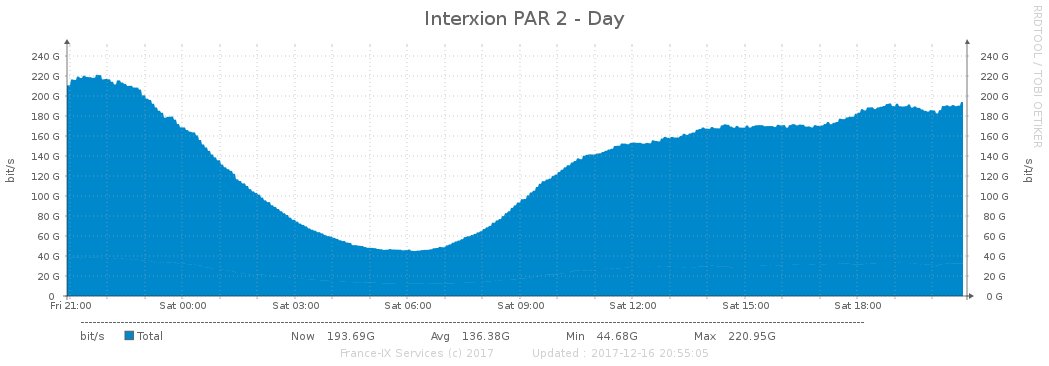 Interxion PAR 2 - Day
RRDTOOL / TOBI OETIKER
bit/s
240 G 240 G
220 G 220 G
200 G 200 G
180 G 180 G
160 G 160 G
140 G 140 G
120 G 120 G
100 G 100 G
80 G 80 G
60 G 60 G
40 G 40 G
20 G 20 G
0 0 G
bit/s
Fri 21:00 Sat 00:00 Sat 03:00 Sat 06:00 Sat 09:00 Sat 12:00 Sat 15:00 Sat 18:00
bit/s Total Now 193.69G Avg 136.38G Min 44.68G Max 220.95G
France-IX Services (c) 2017 Updated : 2017-12-16 20:55:05